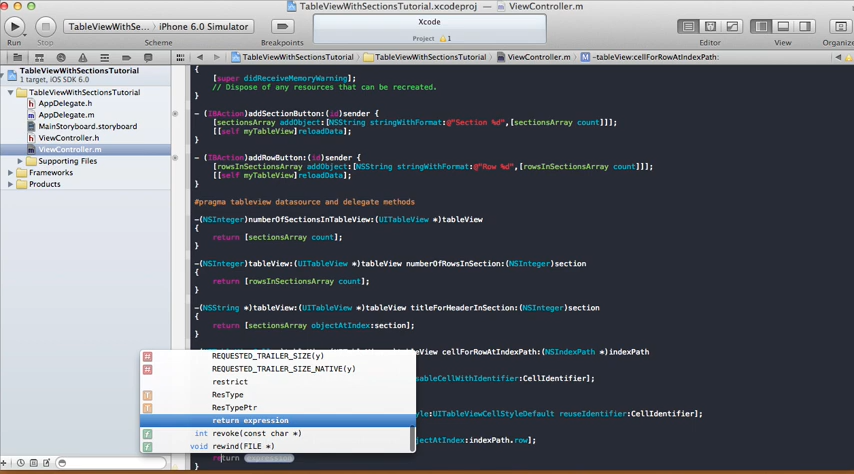 TableViewWithSectionsTutorial.xcodeproj — ViewController.m
TableViewWithSe... iPhone 6.0 Simulator
Xcode
Project 1
Run Stop Scheme Breakpoints Editor View Organize
TableViewWithSectionsTutorial TableViewWithSectionsTutorial ViewController.m -tableView:cellForRowAtIndexPath:
TableViewWithSectionsTutorial
1 target, iOS SDK 6.0
TableViewWithSectionsTutorial
AppDelegate.h
AppDelegate.m
MainStoryboard.storyboard
ViewController.h
ViewController.m
Supporting Files
Frameworks
Products
{
[super didReceiveMemoryWarning];
// Dispose of any resources that can be recreated.
}
- (IBAction)addSectionButton:(id)sender {
[sectionsArray addObject:[NSString stringWithFormat:@"Section %d",[sectionsArray count]]];
[[self myTableView]reloadData];
}
- (IBAction)addRowButton:(id)sender {
[rowsInSectionsArray addObject:[NSString stringWithFormat:@"Row %d",[rowsInSectionsArray count]]];
[[self myTableView]reloadData];
}
#pragma tableview datasource and delegate methods
-(NSInteger)numberOfSectionsInTableView:(UITableView *)tableView
{
return [sectionsArray count];
}
-(NSInteger)tableView:(UITableView *)tableView numberOfRowsInSection:(NSInteger)section
{
return [rowsInSectionsArray count];
}
-(NSString *)tableView:(UITableView *)tableView titleForHeaderInSection:(NSInteger)section
{
return [sectionsArray objectAtIndex:section];
}
cellForRowAtIndexPath:(NSIndexPath *)indexPath
sableCellWithIdentifier:CellIdentifier];
yle:UITableViewCellStyleDefault reuseIdentifier:CellIdentifier];
bjectAtIndex:indexPath.row];
return expression
}
REQUESTED_TRAILER_SIZE(y)
REQUESTED_TRAILER_SIZE_NATIVE(y)
restrict
ResType
ResTypePtr
return expression
int revoke(const char *)
void rewind(FILE *)